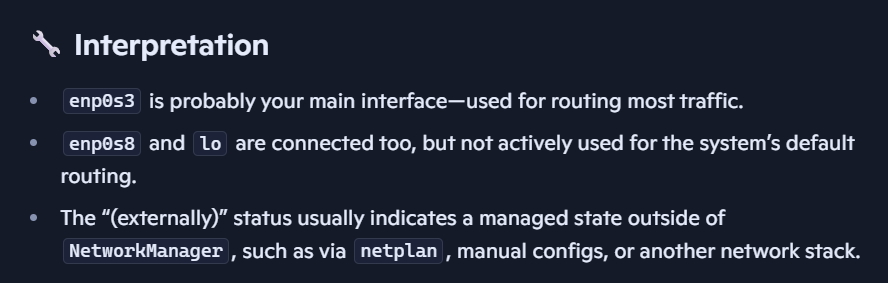 Interpretation
enp0s3 is probably your main interface—used for routing most traffic.
enp0s8 and lo are connected too, but not actively used for the system’s default
routing.
The “(externally)” status usually indicates a managed state outside of
NetworkManager, such as via netplan, manual configs, or another network stack.